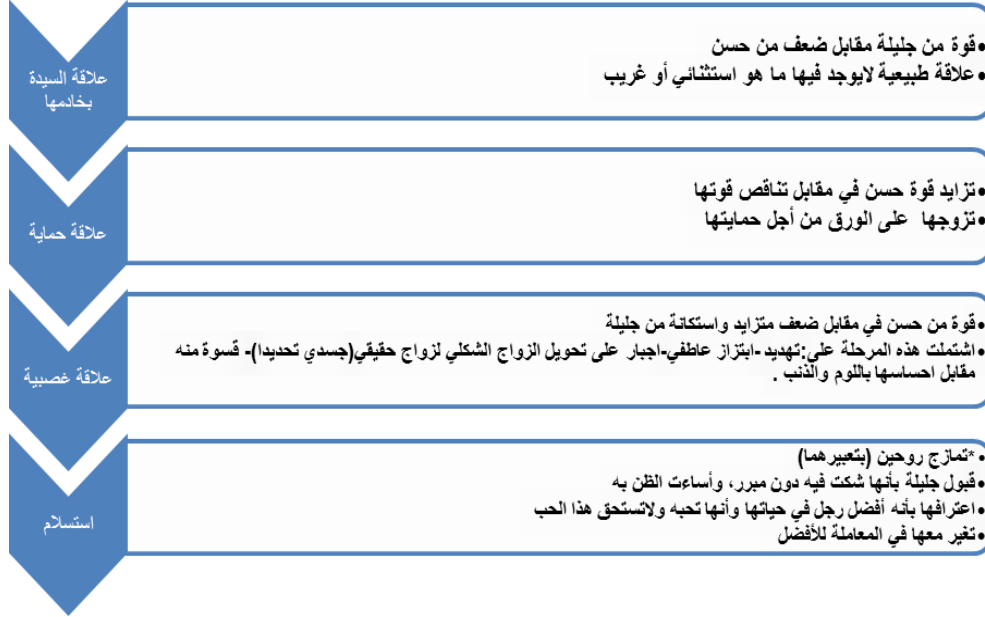 علاقة السيدة
بخادمها
•قوة من جليلة مقابل ضعف من حسن
•علاقة طبيعية لايوجد فيها ما هو استثنائي أو غريب
علاقة حماية
•تزايد قوة حسن في مقابل تناقص قوتها
•تزوجها على الورق من أجل حمايتها
علاقة غصبية
•قوة من حسن في مقابل ضعف متزايد واستكانة من جليلة
•اشتملت هذه المرحلة على:تهديد -ابتزاز عاطفي-اجبار على تحويل الزواج الشكلي لزواج حقيقي(جسدي تحديدا)- قسوة منه
مقابل احساسها باللوم والذنب .
استسلام
•*تمازج روحين (بتعبيرهما)
•قبول جليلة بأنها شكت فيه دون مبرر، وأساءت الظن به
•اعترافها بأنه أفضل رجل في حياتها وأنها تحبه ولاتستحق هذا الحب
•تغير معها في المعاملة للأفضل